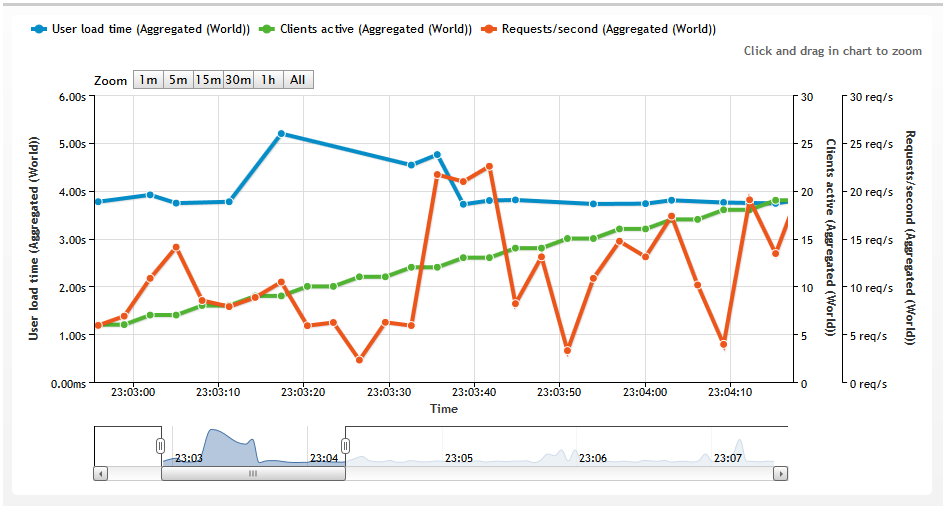 User load time (Aggregated (World)) Clients active (Aggregated (World)) Requests/second (Aggregated (World))
Click and drag in chart to zoom
Zoom 1m 5m 15m 30m 1h All
User load time (Aggregated (World))
6.00s
5.00s
4.00s
3.00s
2.00s
1.00s
0.00ms
30
25
20
15
10
5
0
Clients active (Aggregated (World))
30 req/s
25 req/s
20 req/s
15 req/s
10 req/s
5 req/s
0 req/s
Requests/second (Aggregated (World))
23:03:00 23:03:10 23:03:20 23:03:30 23:03:40 23:03:50 23:04:00 23:04:10
Time
23:03 23:04 23:05 23:06 23:07